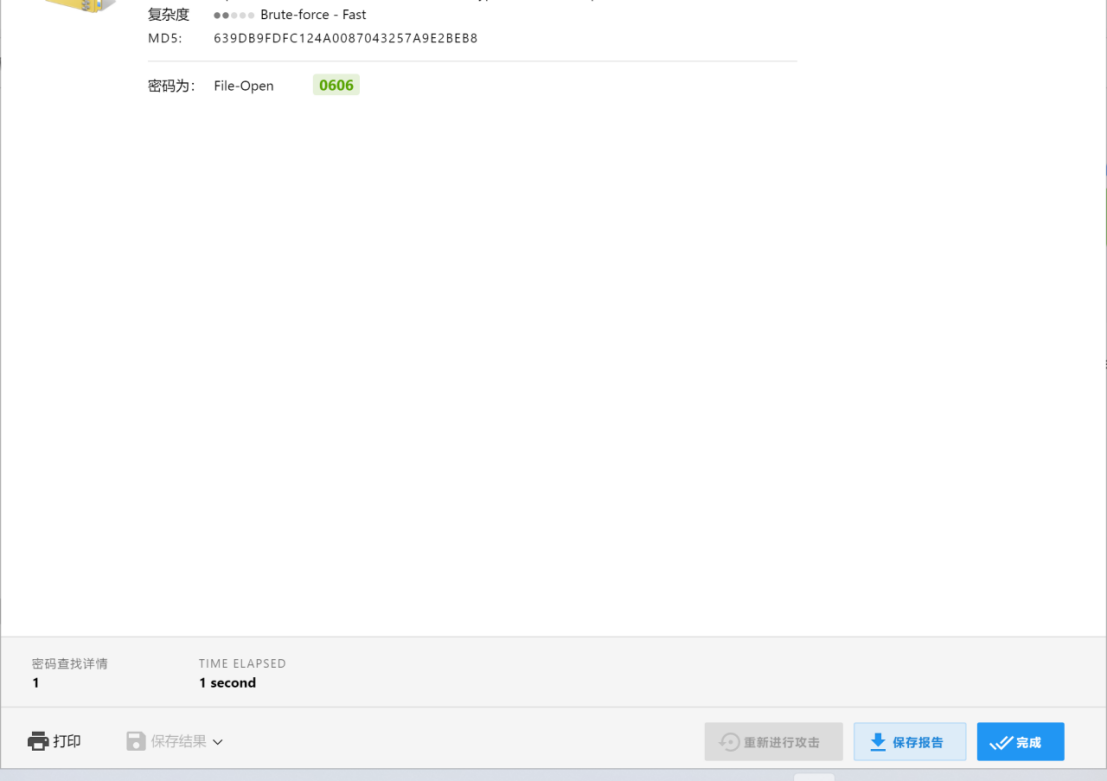 复杂度 Brute-force - Fast
MD5: 639DB9FDFC124A0087043257A9E2BEB8
密码为: File-Open 0606
密码查找详情 TIME ELAPSED
1 1 second
打印 保存结果 重新进行攻击 保存报告 完成